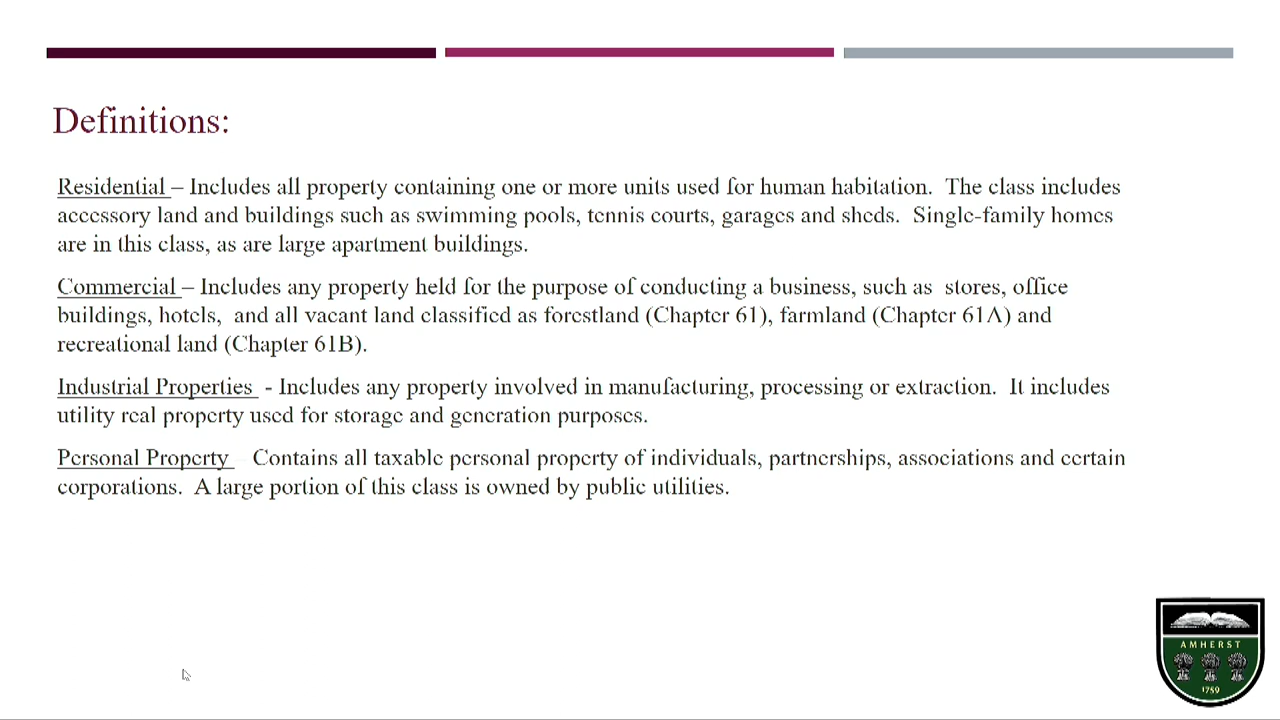 Definitions:
Residential – Includes all property containing one or more units used for human habitation. The class includes
accessory land and buildings such as swimming pools, tennis courts, garages and sheds. Single-family homes
are in this class, as are large apartment buildings.
Commercial – Includes any property held for the purpose of conducting a business, such as stores, office
buildings, hotels, and all vacant land classified as forestland (Chapter 61), farmland (Chapter 61A) and
recreational land (Chapter 61B).
Industrial Properties - Includes any property involved in manufacturing, processing or extraction. It includes
utility real property used for storage and generation purposes.
Personal Property Contains all taxable personal property of individuals, partnerships, associations and certain
corporations. A large portion of this class is owned by public utilities.
AMHERST
1759